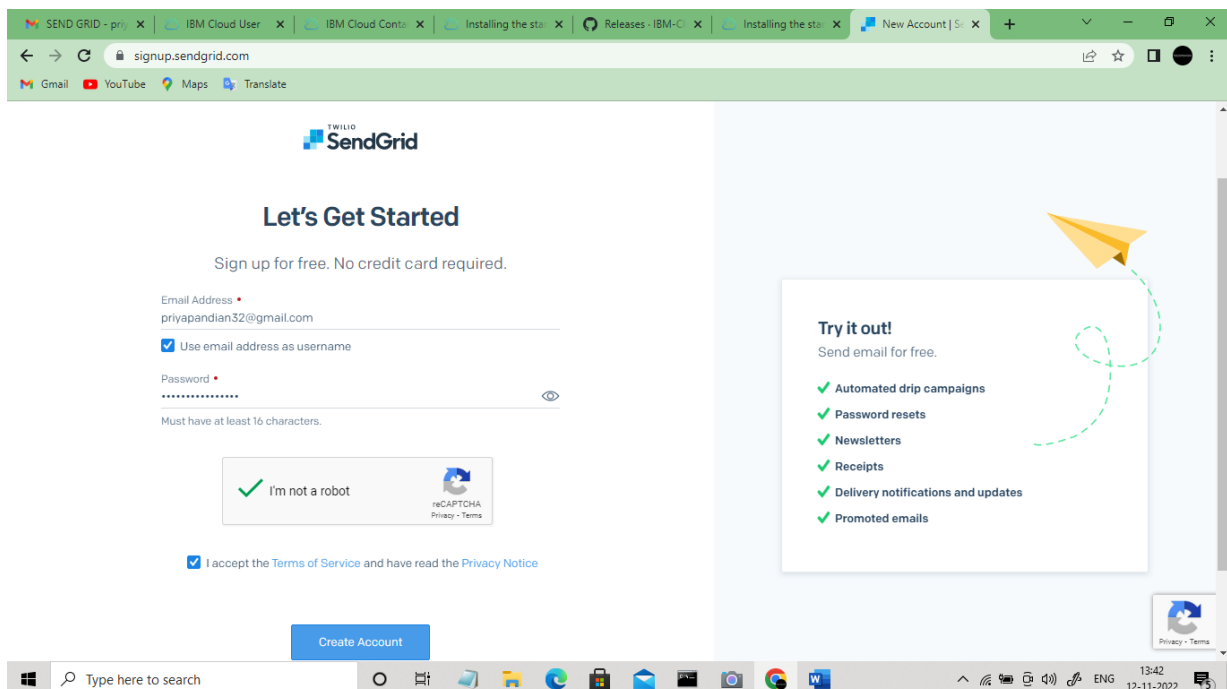 SEND GRID - priy
IBM Cloud User
IBM Cloud Conta
Installing the sta
Releases · IBM-Cl
Installing the sta
New Account | Se
signup.sendgrid.com
Gmail
YouTube
Maps
Translate
TWILIO
SendGrid
Let's Get Started
Sign up for free. No credit card required.
Email Address •
priyapandian32@gmail.com
Use email address as username
Password •
••••••••••••••••
Must have at least 16 characters.
I'm not a robot
reCAPTCHA
Privacy - Terms
I accept the Terms of Service and have read the Privacy Notice
Create Account
Try it out!
Send email for free.
Automated drip campaigns
Password resets
Newsletters
Receipts
Delivery notifications and updates
Promoted emails
Privacy - Terms
Type here to search
ENG
13:42
12-11-2022
5